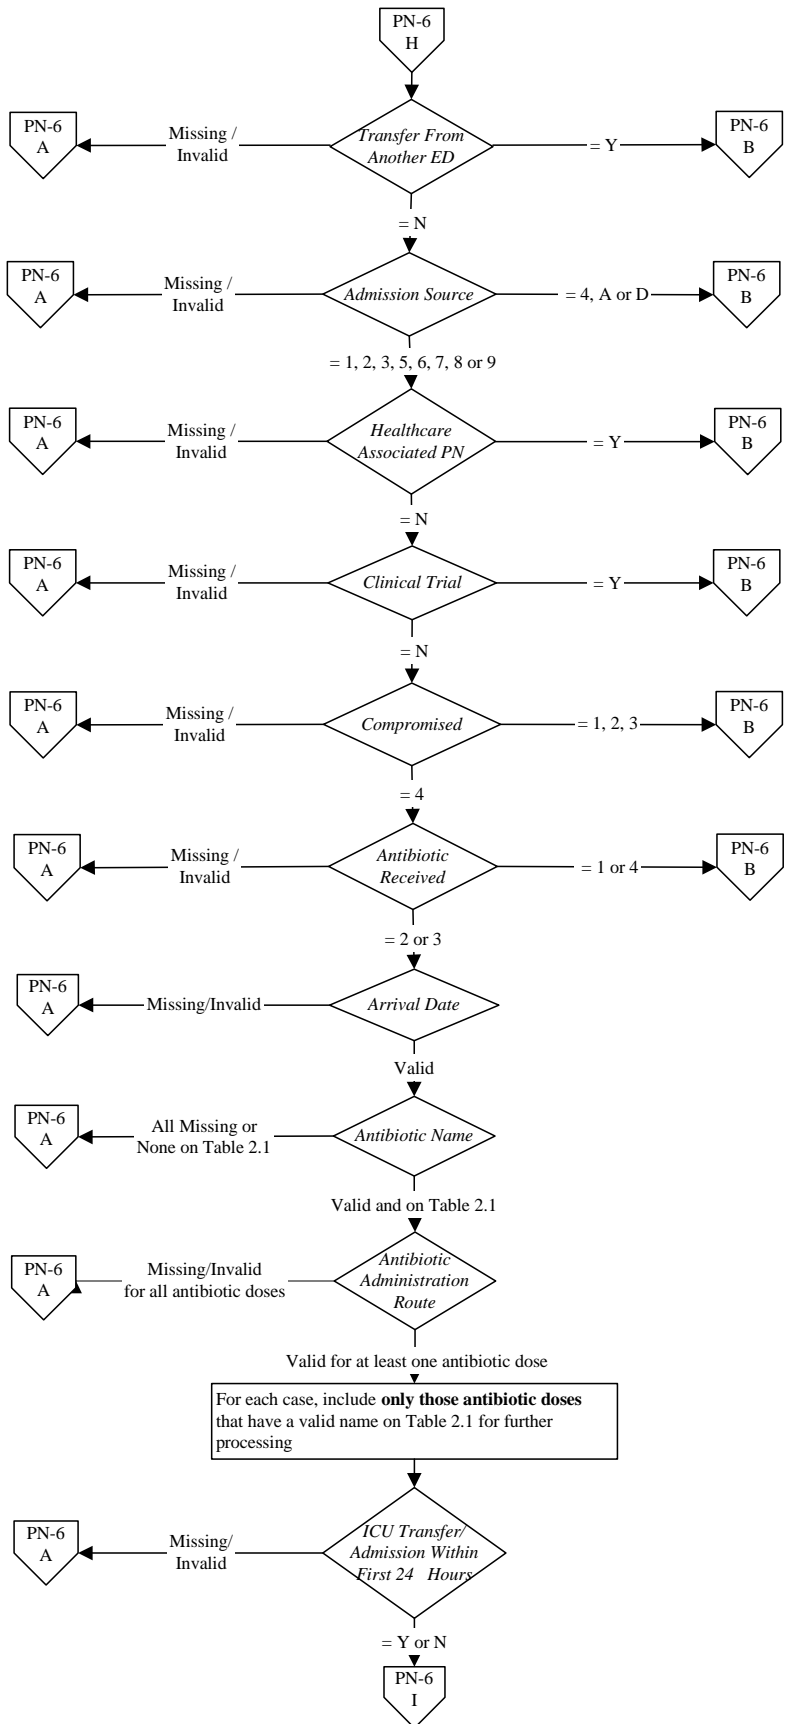 PN-6
H
PN-6
A
Missing /
Invalid
Transfer From
Another ED
= Y
PN-6
B
= N
PN-6
A
Missing /
Invalid
Admission Source
= 4, A or D
PN-6
B
= 1, 2, 3, 5, 6, 7, 8 or 9
PN-6
A
Missing /
Invalid
Healthcare
Associated PN
= Y
PN-6
B
= N
PN-6
A
Missing /
Invalid
Clinical Trial
= Y
PN-6
B
= N
PN-6
A
Missing /
Invalid
Compromised
= 1, 2, 3
PN-6
B
= 4
PN-6
A
Missing /
Invalid
Antibiotic
Received
= 1 or 4
PN-6
B
= 2 or 3
PN-6
A
Missing/Invalid
Arrival Date
Valid
PN-6
A
All Missing or
None on Table 2.1
Antibiotic Name
Valid and on Table 2.1
PN-6
A
Missing/Invalid
for all antibiotic doses
Antibiotic
Administration
Route
Valid for at least one antibiotic dose
For each case, include only those antibiotic doses
that have a valid name on Table 2.1 for further
processing
PN-6
A
Missing/
Invalid
ICU Transfer/
Admission Within
First 24 Hours
= Y or N
PN-6
I